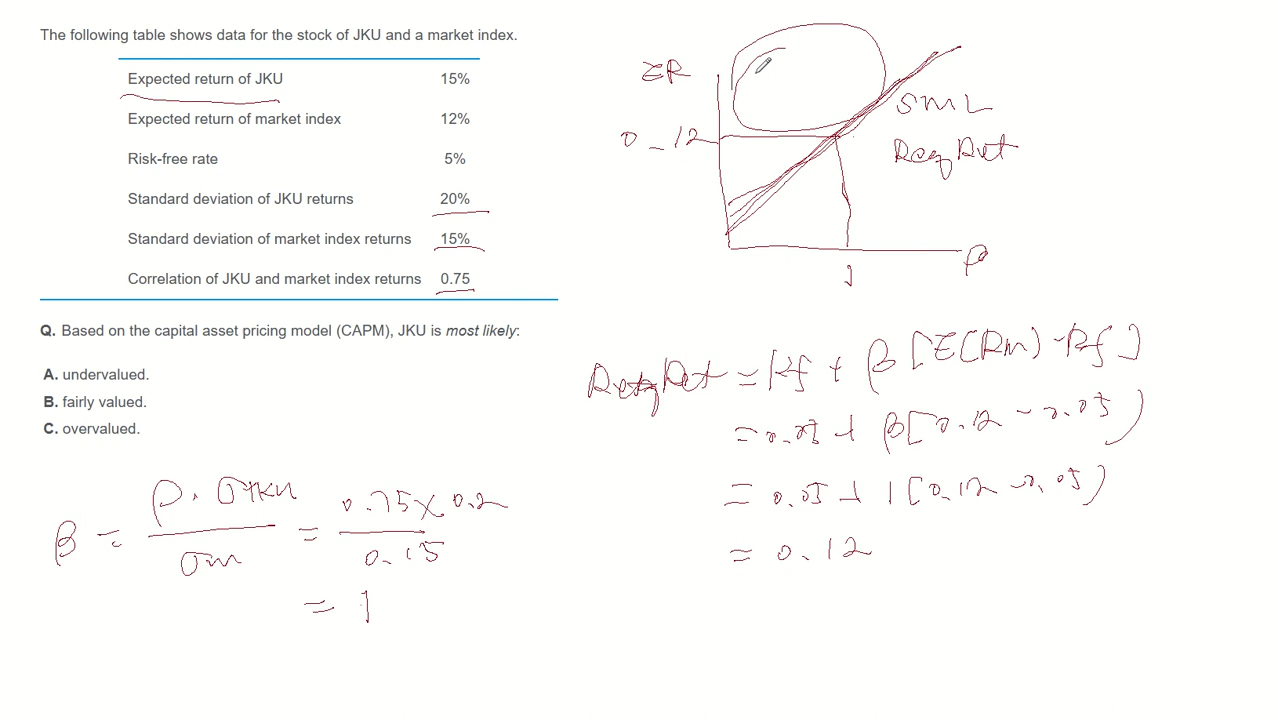 The following table shows data for the stock of JKU and a market index.
Expected return of JKU 15%
Expected return of market index 12%
Risk-free rate 5%
Standard deviation of JKU returns 20%
Standard deviation of market index returns 15%
Correlation of JKU and market index returns 0.75
Q. Based on the capital asset pricing model (CAPM), JKU is most likely:
A. undervalued.
B. fairly valued.
C. overvalued.
ER
0.12
SML
Req Ret
β
1
Req Ret = Rf + β [E(Rm) - Rf]
= 0.05 + β[0.12 - 0.05)
= 0.05 + 1 (0.12 - 0.05)
= 0.12
β = ρ . σJKU / σm = 0.75 × 0.2 / 0.15
= 1